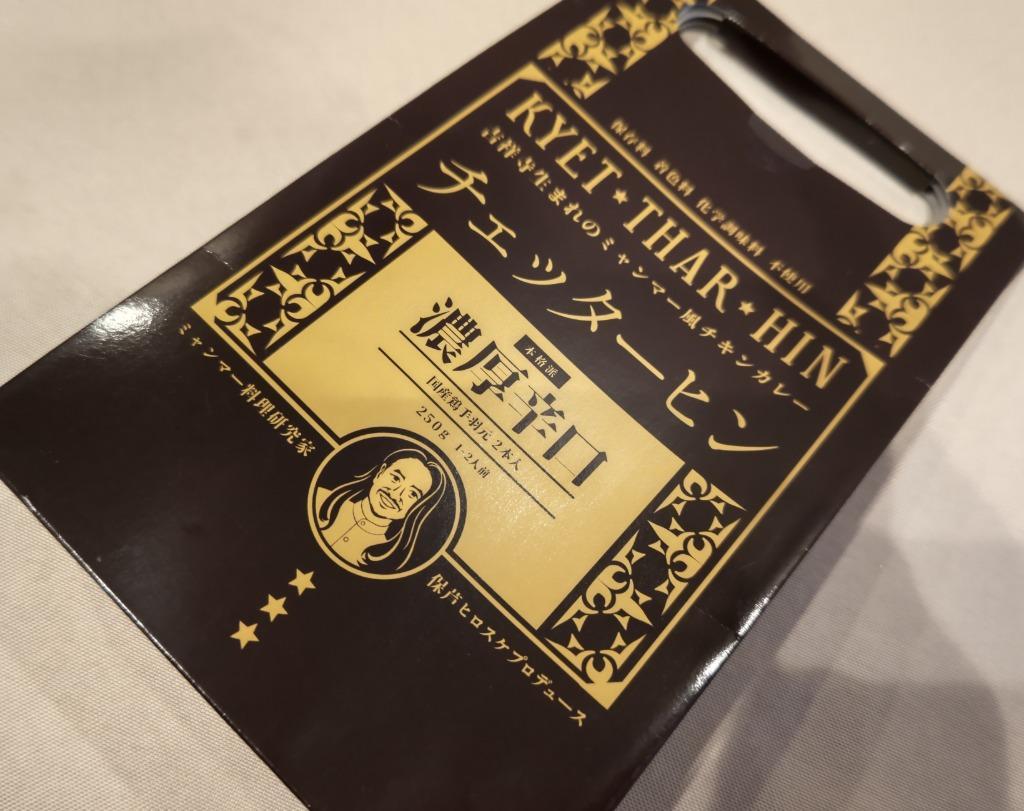 保存料 着色料 化学調味料 不使用
KYET★THAR★HIN
吉祥寺生まれのミャンマー風チキンカレー
チェッターヒン
本格派
濃厚辛口
国産鶏手羽元2本入
250g 1-2人前
ミャンマー料理研究家
保芦ヒロスケプロデュース